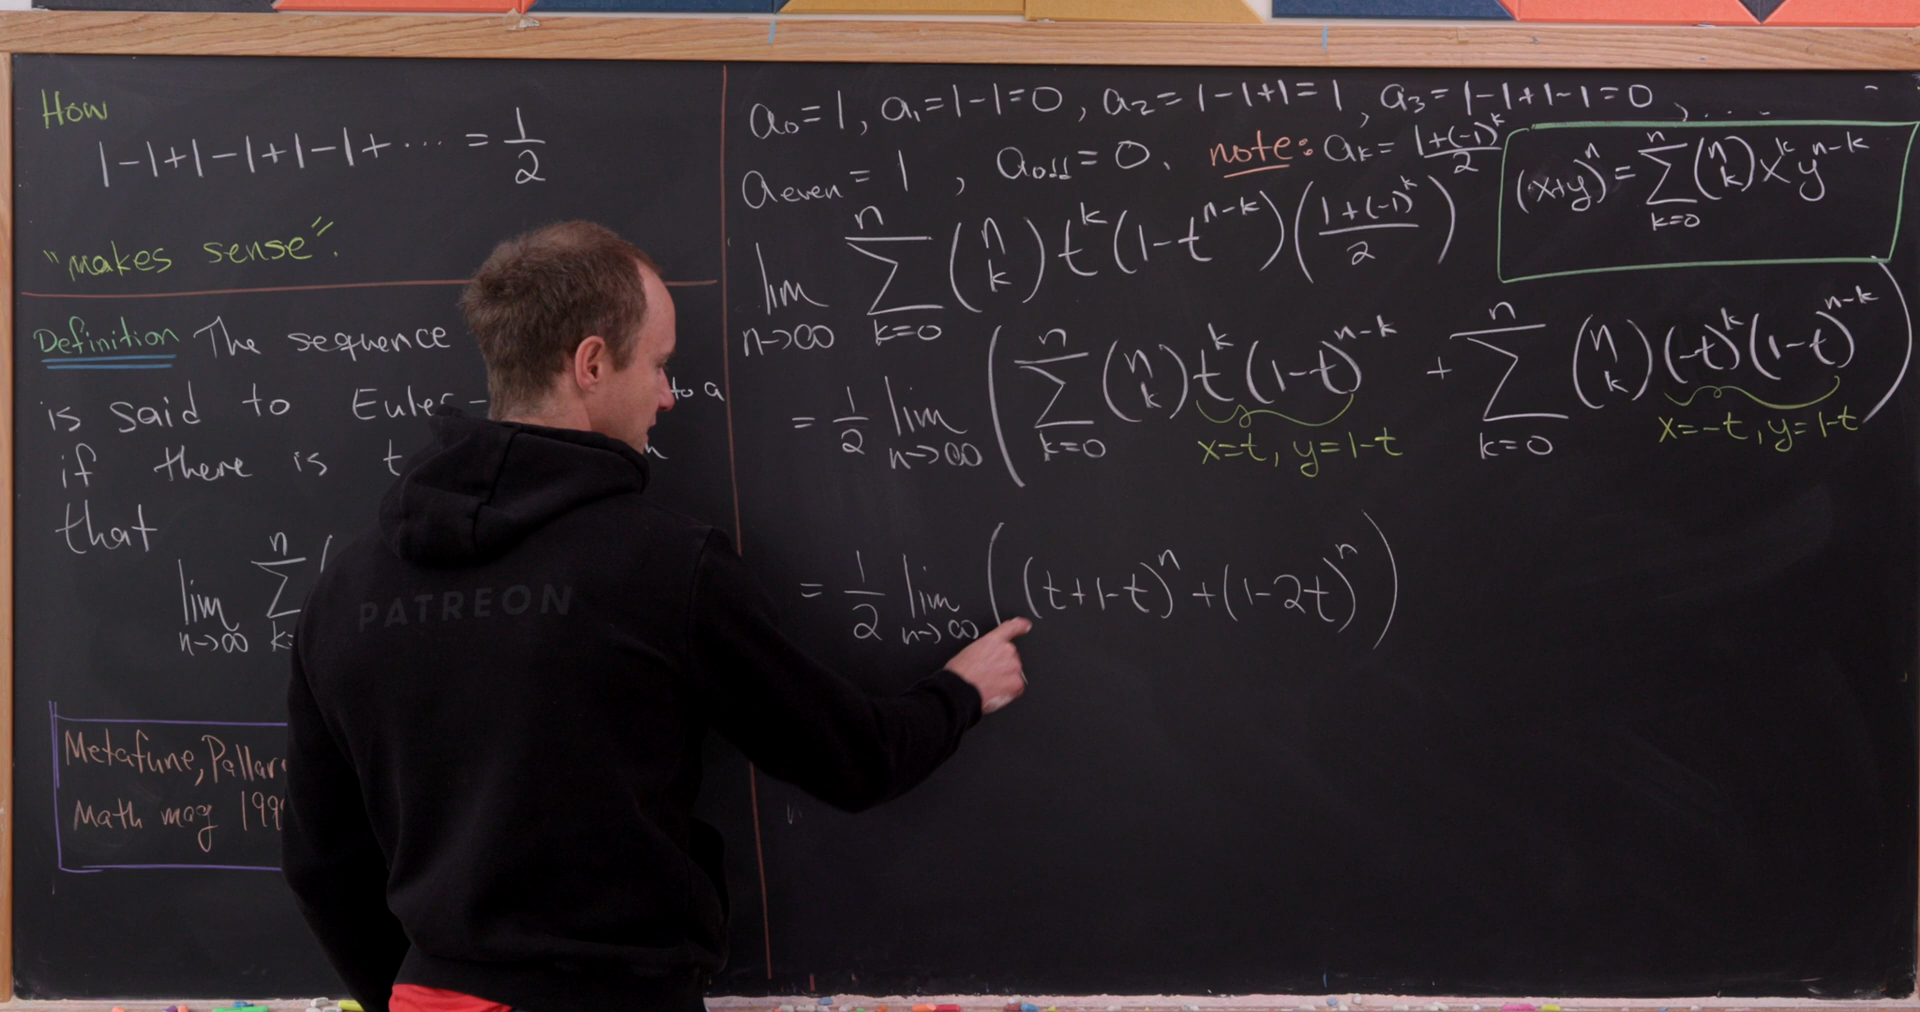 How
1-1+1-1+1-1+⋯ = 1/2
"makes sense".
Definition The sequence
is said to Euler- to a
if there is t
that
lim n→∞ n Σ
Metafune, Pallar
Math mag 199
a₀=1, a₁=1-1=0, a₂=1-1+1=1, a₃=1-1+1-1=0, ...
a_even=1, a_odd=0. note: a_k=(1+(-1)^k)/2
(x+y)^n = Σ_{k=0}^{n} (n k) x^k y^{n-k}
lim_{n→∞} Σ_{k=0}^{n} (n k) t^k (1-t^{n-k}) ((1+(-1)^k)/2)
= 1/2 lim_{n→∞} ( Σ_{k=0}^{n} (n k) t^k (1-t)^{n-k} + Σ_{k=0}^{n} (n k) (-t)^k (1-t)^{n-k} )
x=t, y=1-t x=-t, y=1-t
= 1/2 lim_{n→∞} ( (t+1-t)^n + (1-2t)^n )
PATREON